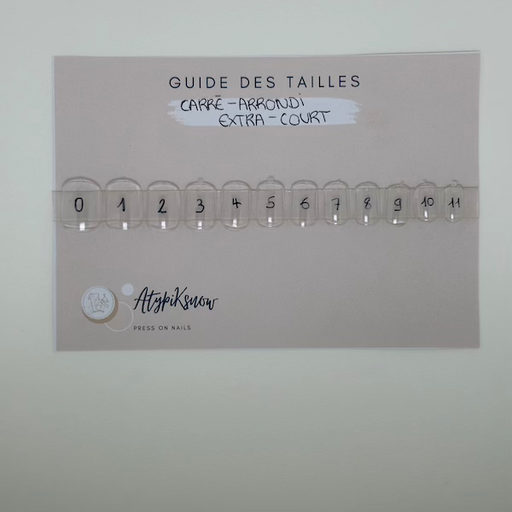 GUIDE DES TAILLES
CARRÉ-ARRONDi
EXTRA-COURT
0 1 2 3 4 5 6 7 8 9 10 11
AtypiKsnow
PRESS ON NAILS